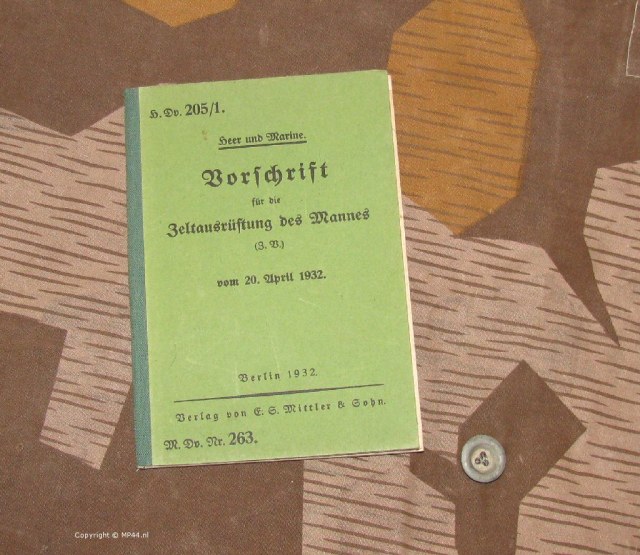 H. Dv. 205/1.
Heer und Marine.
Vorschrift
für die
Zeltausrüstung des Mannes
(Z. V.)
vom 20. April 1932.
Berlin 1932.
Verlag von E. S. Mittler & Sohn.
M. Dv. Nr. 263.
Copyright © MP44.nl